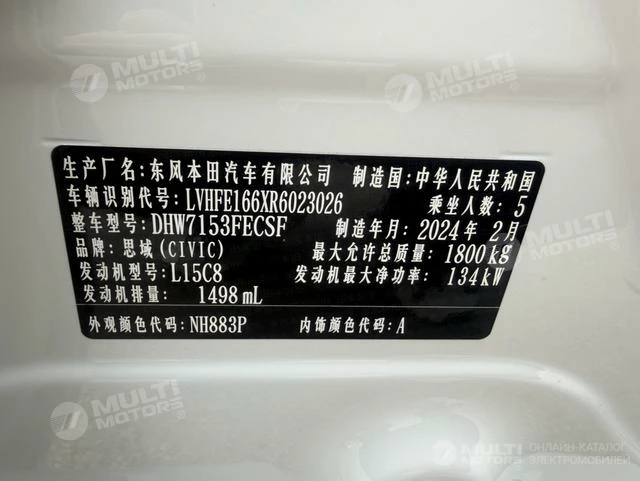 生产厂名:东风本田汽车有限公司 制造国:中华人民共和国
车辆识别代号:LVHFE166XR6023026 乘坐人数:5
整车型号:DHW7153FECSF 制造年月:2024年2月
品牌:思域(CIVIC) 最大允许总质量:1800kg
发动机型号:L15C8 发动机最大净功率:134kW
发动机排量:1498mL
外观颜色代码:NH883P 内饰颜色代码:A
MULTI MOTORS
MULTI MOTORS
MULTI MOTORS
MULTI MOTORS
ОНЛАЙН-КАТАЛОГ
ЭЛЕКТРОМОБИЛЕЙ